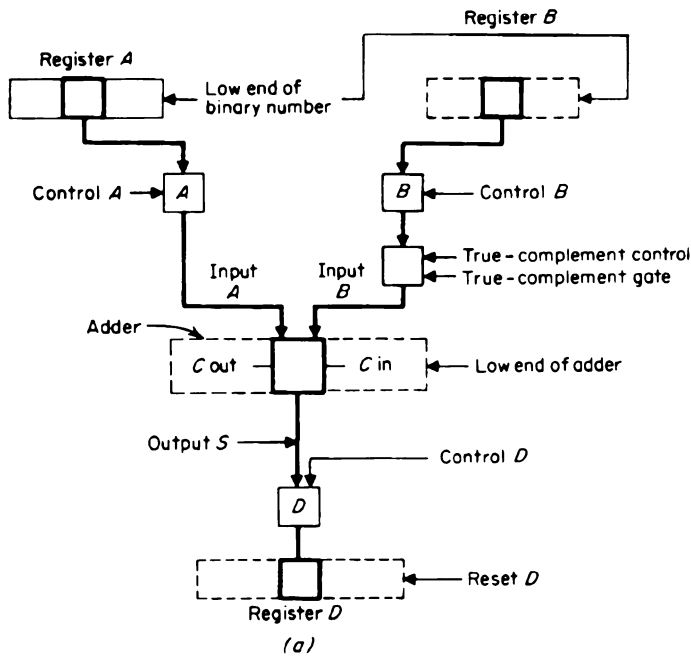 Register B
Register A
Low end of
binary number
Control A
A
B
Control B
True-complement control
True-complement gate
Input
A
Input
B
Adder
C out
C in
Low end of adder
Output S
Control D
D
Reset D
Register D
(a)